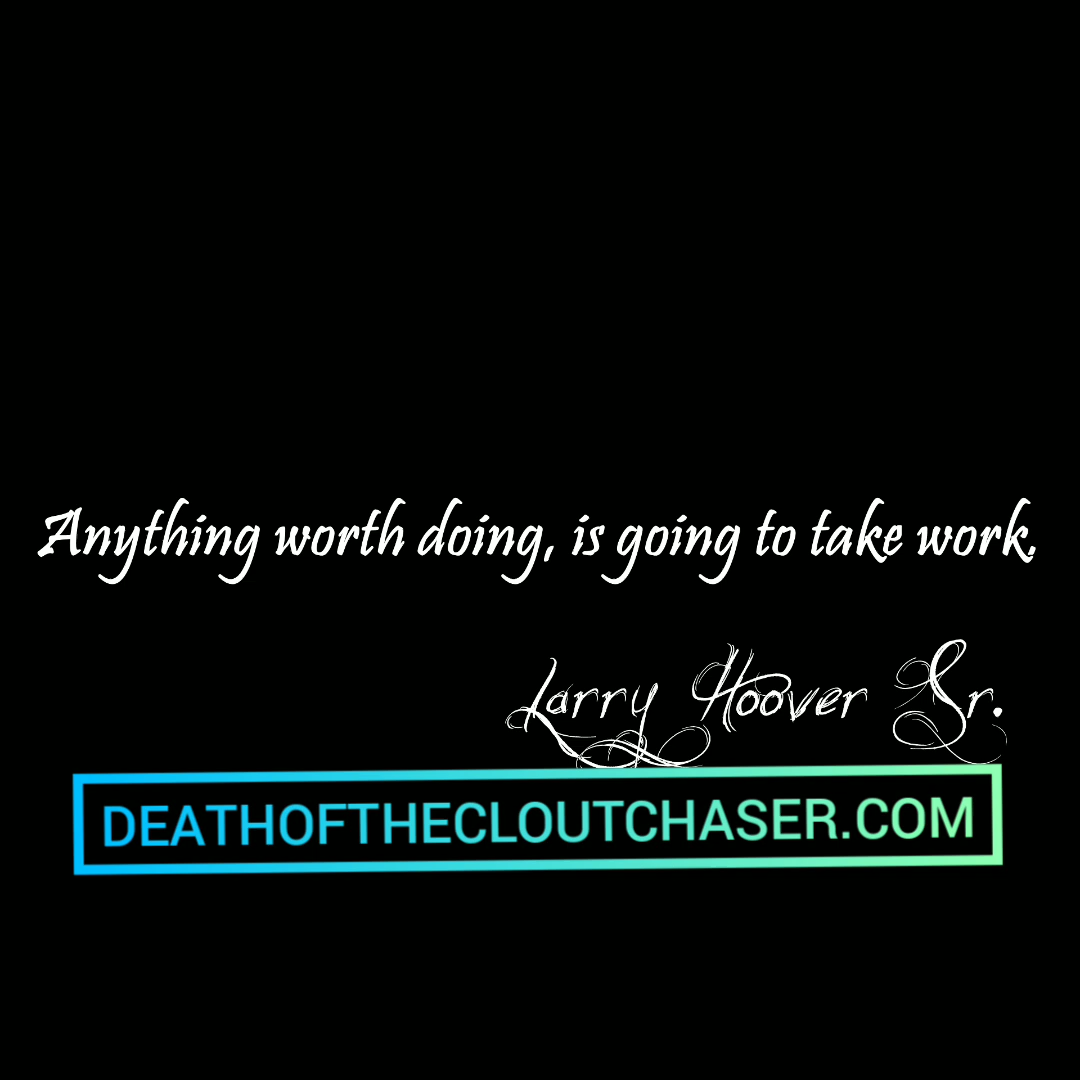 Anything worth doing, is going to take work.
Larry Hoover Sr.
DEATHOFTHECLOUTCHASER.COM